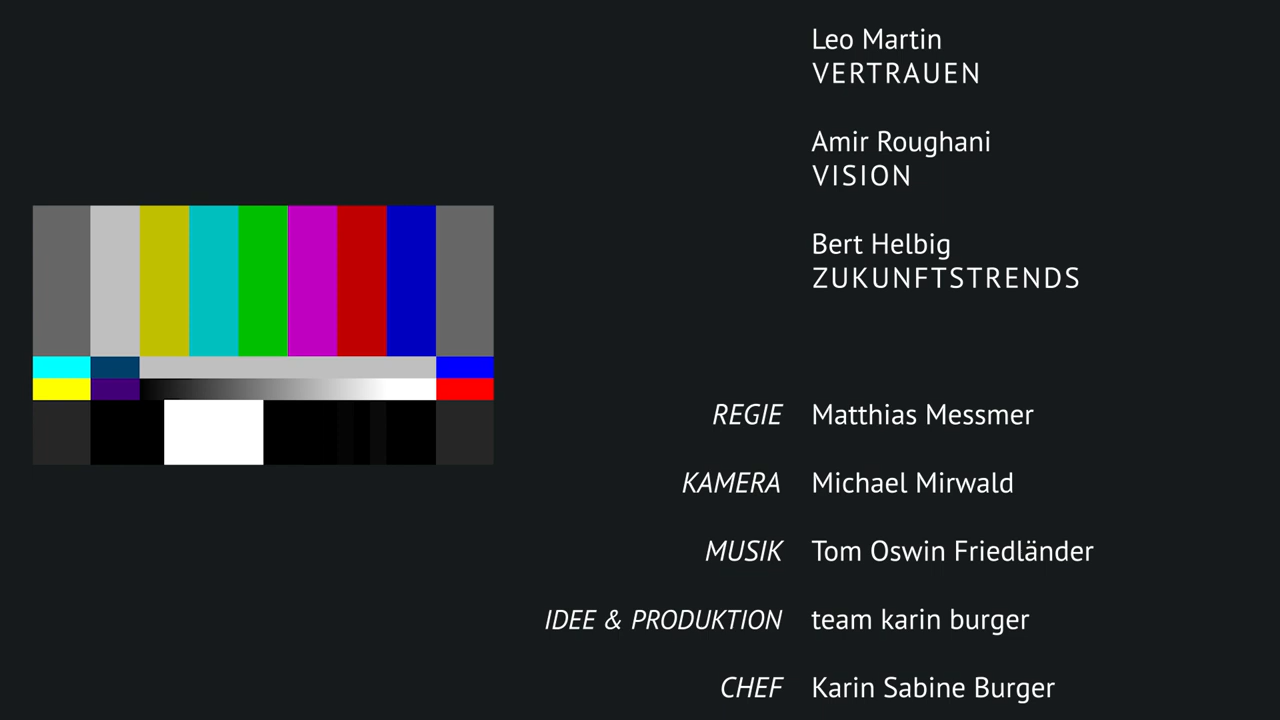 Leo Martin
VERTRAUEN
Amir Roughani
VISION
Bert Helbig
ZUKUNFTSTRENDS
REGIE Matthias Messmer
KAMERA Michael Mirwald
MUSIK Tom Oswin Friedländer
IDEE & PRODUKTION team karin burger
CHEF Karin Sabine Burger